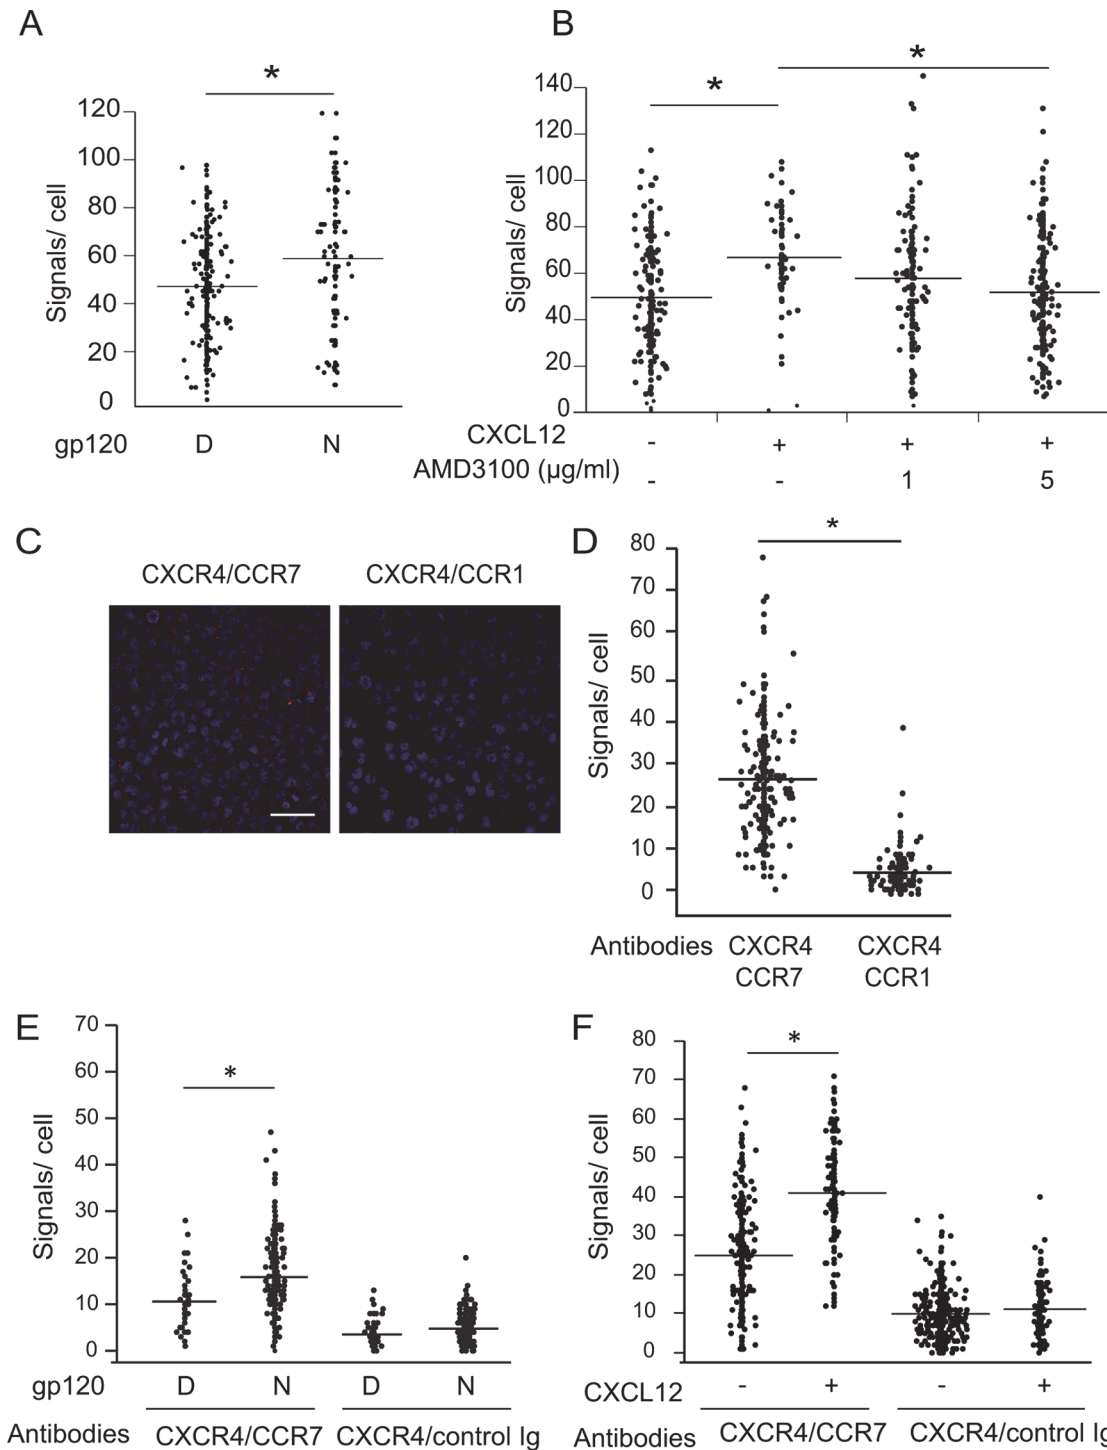 A
*
120
100
80
60
40
20
0
Signals/ cell
gp120 D N
B
*
*
140
120
100
80
60
40
20
0
Signals/ cell
CXCL12 - + + +
AMD3100 (µg/ml) - - 1 5
C
CXCR4/CCR7 CXCR4/CCR1
D
*
80
70
60
50
40
30
20
10
0
Signals/ cell
Antibodies CXCR4 CXCR4
CCR7 CCR1
E
*
70
60
50
40
30
20
10
0
Signals/ cell
gp120 D N D N
Antibodies CXCR4/CCR7 CXCR4/control Ig
F
*
80
70
60
50
40
30
20
10
0
Signals/ cell
CXCL12 - + - +
Antibodies CXCR4/CCR7 CXCR4/control Ig